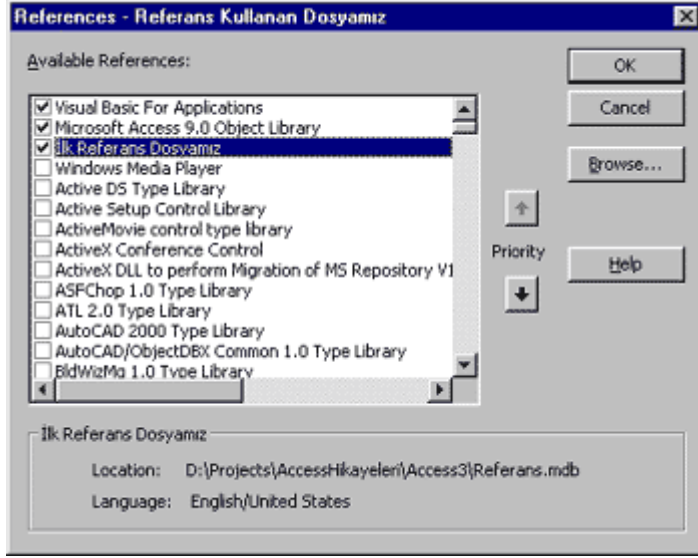 References - Referans Kullanan Dosyamız
Available References:
OK
Cancel
Browse...
Help
Visual Basic For Applications
Microsoft Access 9.0 Object Library
İlk Referans Dosyamız
Windows Media Player
Active DS Type Library
Active Setup Control Library
ActiveMovie control type library
ActiveX Conference Control
ActiveX DLL to perform Migration of MS Repository V1
ASFChop 1.0 Type Library
ATL 2.0 Type Library
AutoCAD 2000 Type Library
AutoCAD/ObjectDBX Common 1.0 Type Library
BldWizMg 1.0 Type Library
Priority
İlk Referans Dosyamız
Location: D:\Projects\AccessHikayeleri\Access3\Referans.mdb
Language: English/United States